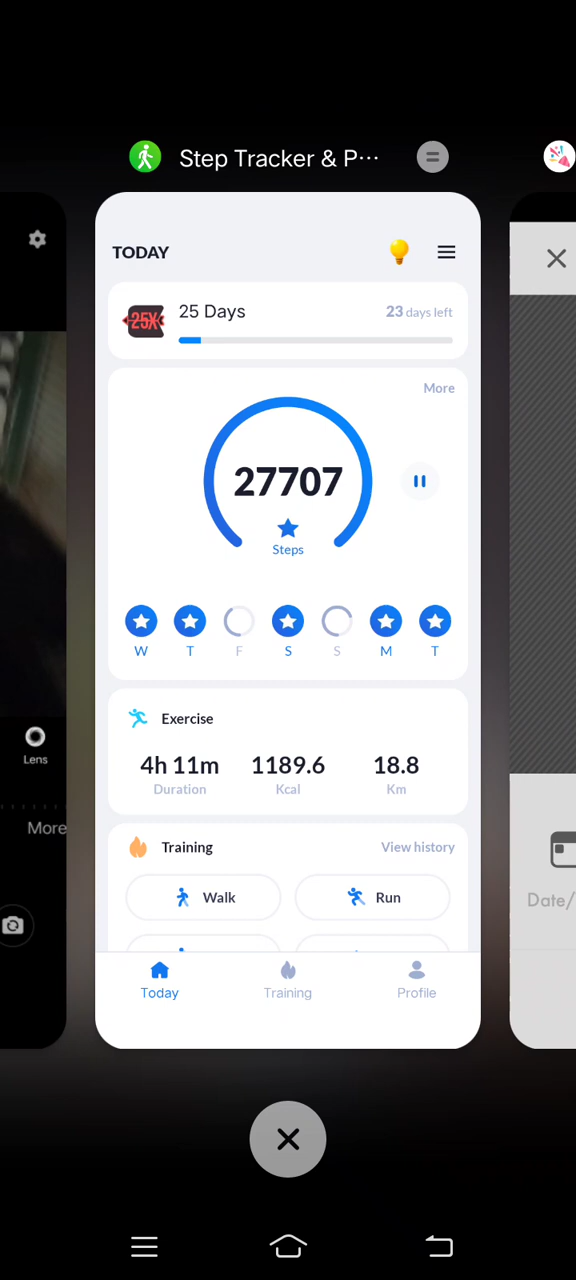 Step Tracker & P···
TODAY
25X
25 Days
23 days left
More
27707
Steps
W T F S S M T
Exercise
4h 11m 1189.6 18.8
Duration Kcal Km
Lens
More
Training View history
Walk Run
Date/
Today Training Profile